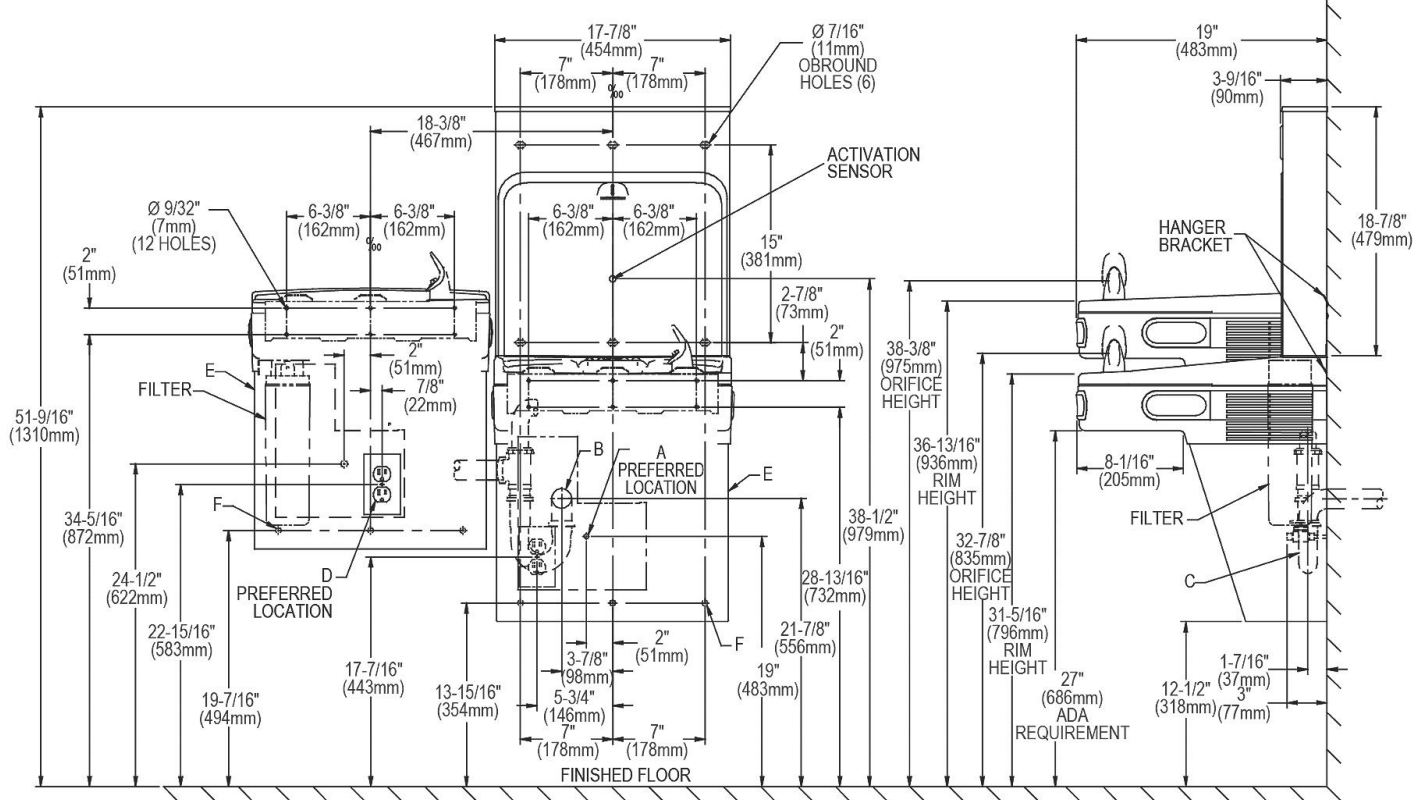 17-7/8"
(454mm)
7"
(178mm)
7"
(178mm)
Ø 7/16"
(11mm)
OBROUND
HOLES (6)
19"
(483mm)
3-9/16"
(90mm)
18-3/8"
(467mm)
ACTIVATION
SENSOR
Ø 9/32"
(7mm)
(12 HOLES)
6-3/8"
(162mm)
6-3/8"
(162mm)
6-3/8"
(162mm)
6-3/8"
(162mm)
15"
(381mm)
HANGER
BRACKET
18-7/8"
(479mm)
2"
(51mm)
2-7/8"
(73mm)
2"
(51mm)
2"
(51mm)
7/8"
(22mm)
E
FILTER
38-3/8"
(975mm)
ORIFICE
HEIGHT
51-9/16"
(1310mm)
36-13/16"
(936mm)
RIM
HEIGHT
B
A
PREFERRED
LOCATION
E
8-1/16"
(205mm)
F
FILTER
34-5/16"
(872mm)
38-1/2"
(979mm)
32-7/8"
(835mm)
ORIFICE
HEIGHT
24-1/2"
(622mm)
D
PREFERRED
LOCATION
28-13/16"
(732mm)
C
22-15/16"
(583mm)
31-5/16"
(796mm)
RIM
HEIGHT
21-7/8"
(556mm)
F
2"
(51mm)
3-7/8"
(98mm)
17-7/16"
(443mm)
19"
(483mm)
1-7/16"
(37mm)
27"
(686mm)
ADA
REQUIREMENT
12-1/2"
(318mm)
3"
(77mm)
13-15/16"
(354mm)
5-3/4"
(146mm)
19-7/16"
(494mm)
7"
(178mm)
7"
(178mm)
FINISHED FLOOR